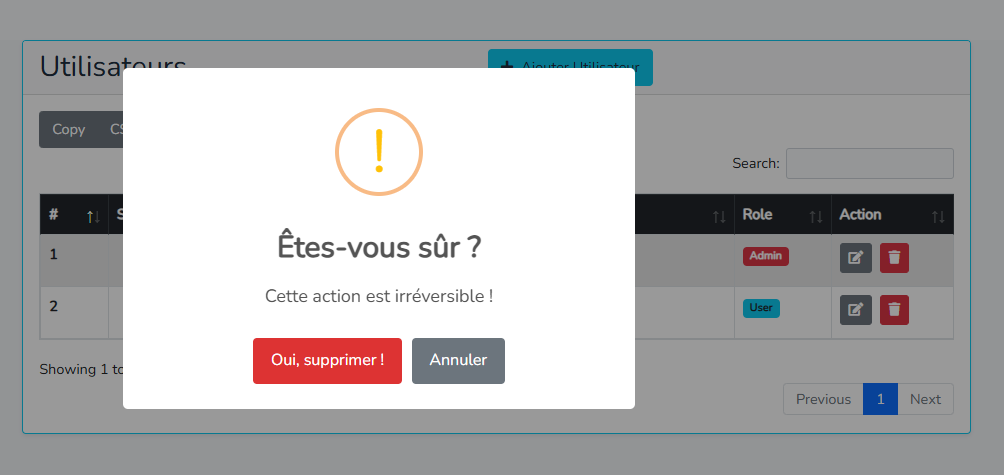 Utilisateurs
Ajouter Utilisateur
Copy
Search:
# Role Action
1 Admin
2 User
!
Êtes-vous sûr ?
Cette action est irréversible !
Oui, supprimer ! Annuler
Showing 1 to
Previous 1 Next